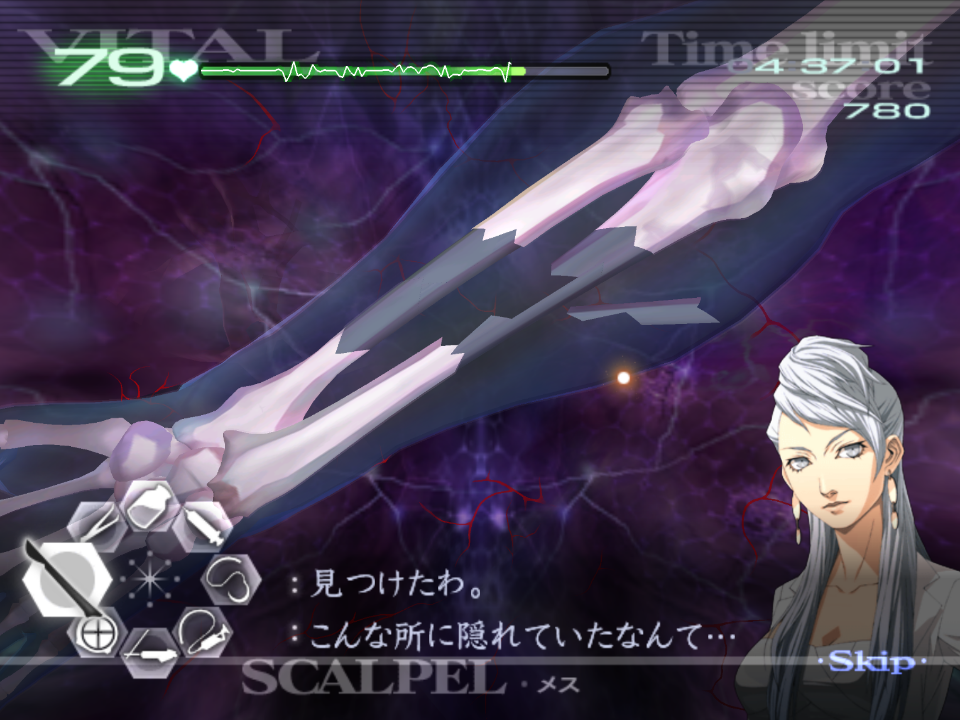 VITAL
79
Time limit
4 37 01
score
780
：見つけたわ。
：こんな所に隠れていたなんて…
・Skip・
SCALPEL・メス